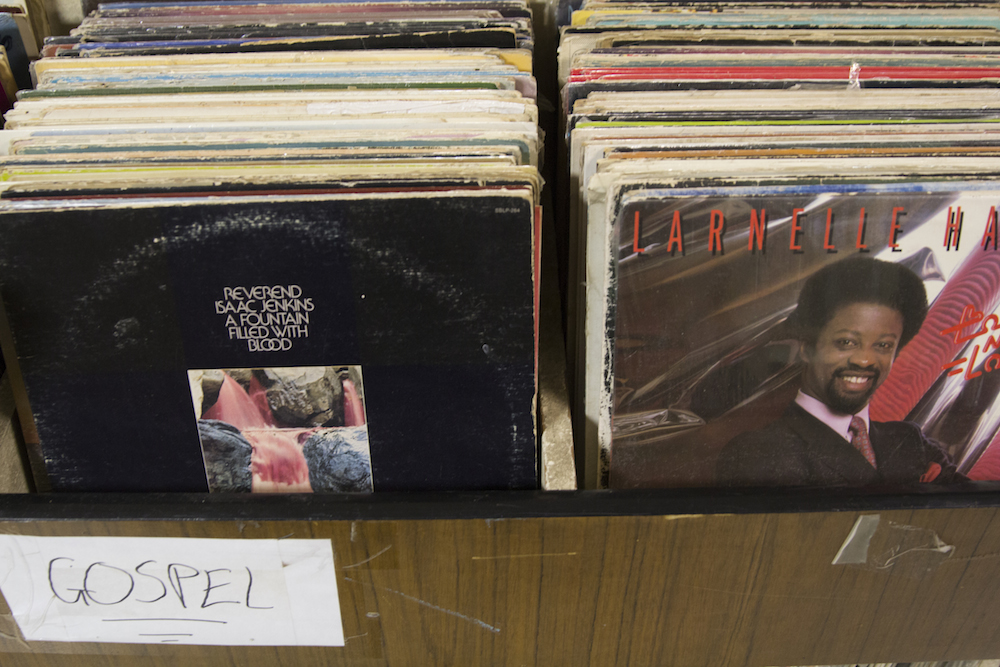 REVEREND
ISAAC JENKINS
A FOUNTAIN
FILLED WITH
BLOOD
LARNELLE HA
GOSPEL